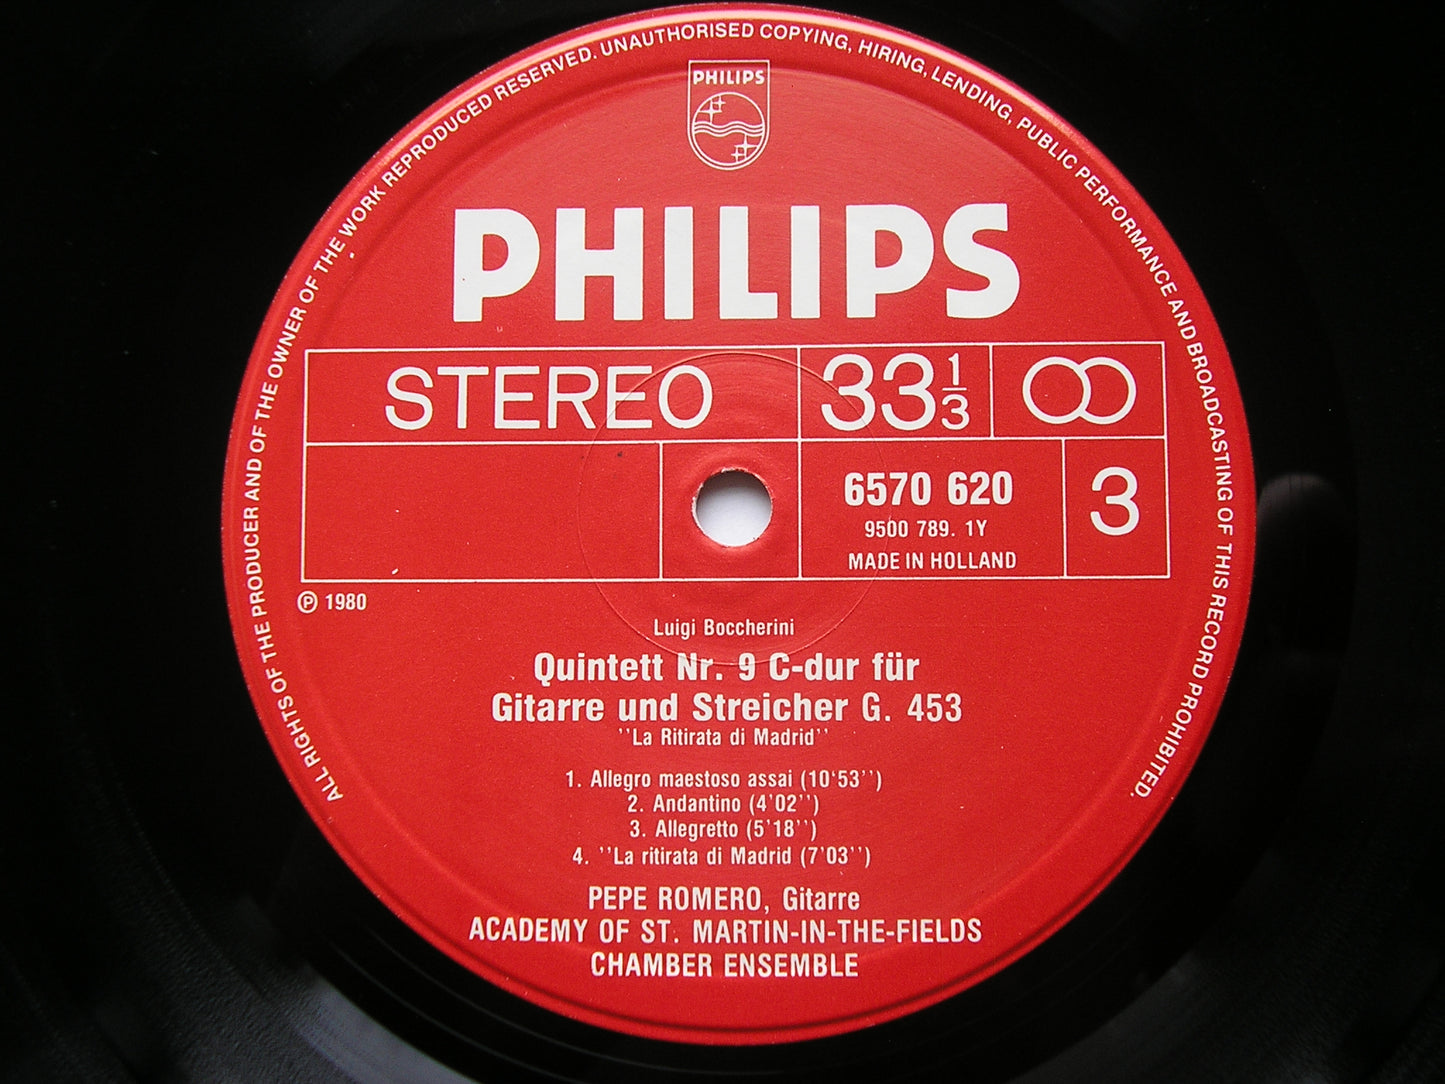 ALL RIGHTS OF THE PRODUCER AND OF THE OWNER OF THE WORK REPRODUCED RESERVED. UNAUTHORISED COPYING, HIRING, LENDING, PUBLIC PERFORMANCE AND BROADCASTING OF THIS RECORD PROHIBITED.
PHILIPS
PHILIPS
STEREO 33 1/3
6570 620 3
9500 789. 1Y
MADE IN HOLLAND
Ⓟ 1980
Luigi Boccherini
Quintett Nr. 9 C-dur für
Gitarre und Streicher G. 453
''La Ritirata di Madrid''
1. Allegro maestoso assai (10‘53’’)
2. Andantino (4’02’’)
3. Allegretto (5’18’’)
4. ’’La ritirata di Madrid (7’03’’)
PEPE ROMERO, Gitarre
ACADEMY OF ST. MARTIN-IN-THE-FIELDS
CHAMBER ENSEMBLE